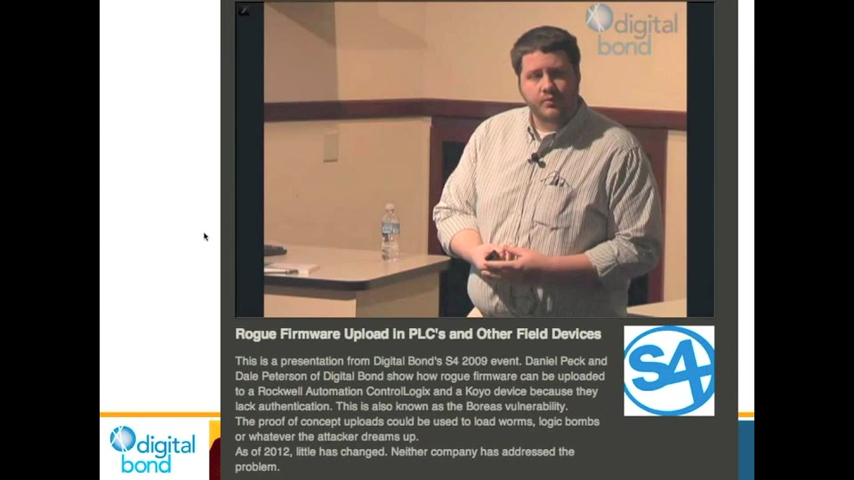 digital
bond
Rogue Firmware Upload in PLC's and Other Field Devices
This is a presentation from Digital Bond's S4 2009 event. Daniel Peck and
Dale Peterson of Digital Bond show how rogue firmware can be uploaded
to a Rockwell Automation ControlLogix and a Koyo device because they
lack authentication. This is also known as the Boreas vulnerability.
The proof of concept uploads could be used to load worms, logic bombs
or whatever the attacker dreams up.
As of 2012, little has changed. Neither company has addressed the
problem.
S4
digital
bond